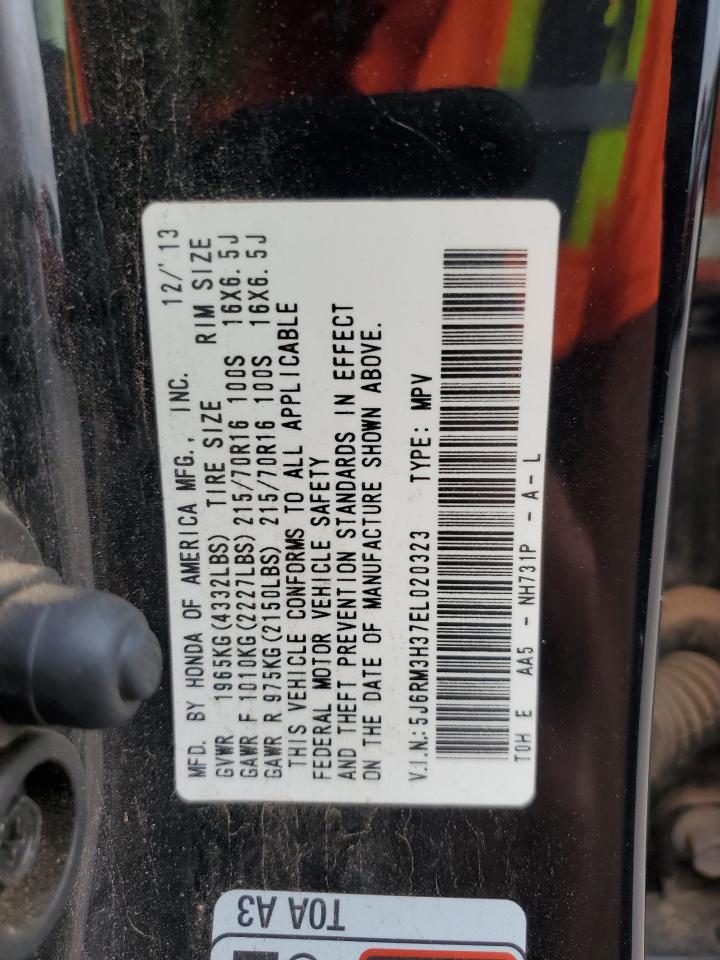 MFD. BY HONDA OF AMERICA MFG., INC. 12/'13
GVWR 1965KG(4332LBS) TIRE SIZE RIM SIZE
GAWR F 1010KG(2227LBS) 215/70R16 100S 16X6.5J
GAWR R 975KG(2150LBS) 215/70R16 100S 16X6.5J
THIS VEHICLE CONFORMS TO ALL APPLICABLE
FEDERAL MOTOR VEHICLE SAFETY
AND THEFT PREVENTION STANDARDS IN EFFECT
ON THE DATE OF MANUFACTURE SHOWN ABOVE.
V.I.N.: 5J6RM3H37EL020323 TYPE: MPV
T0H E AA5 - NH731P - A - L
T0A A3